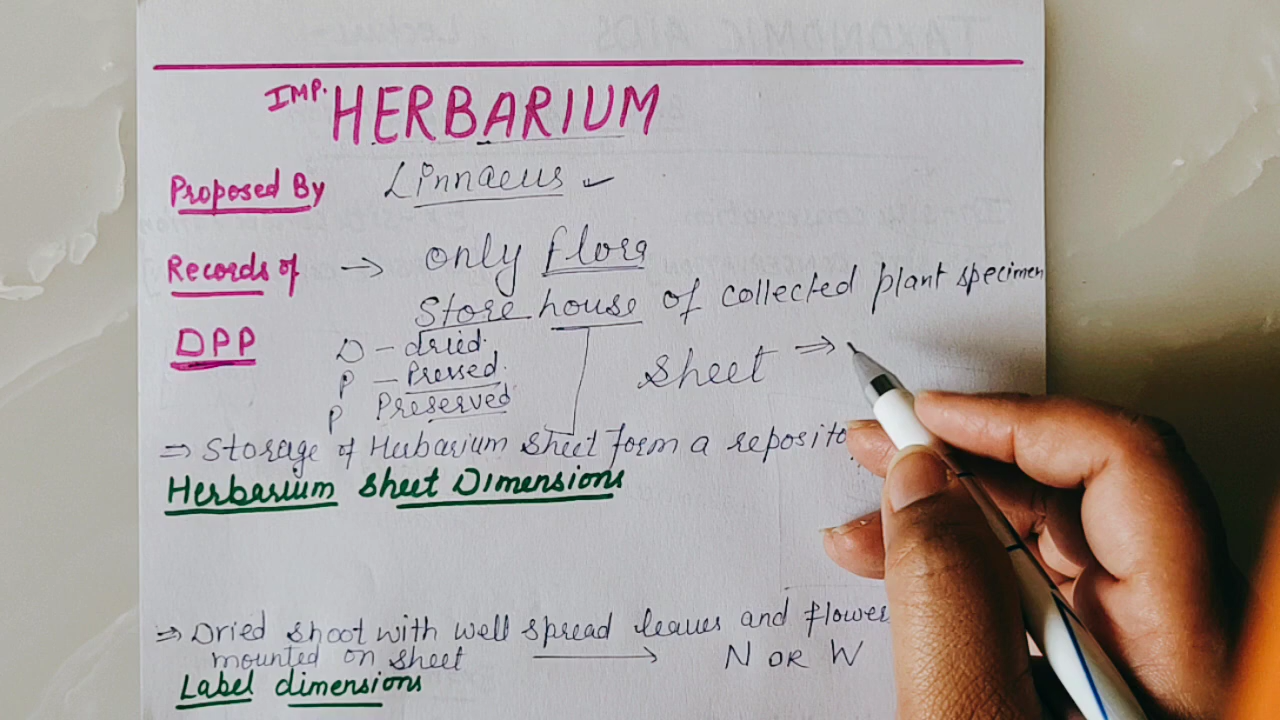 IMP. HERBARIUM
Proposed By Linnaeus
Records of → only flora
Store house of collected plant specimen
DPP
D - dried.
P - Pressed.
P Preserved
Sheet ⇒
⇒ Storage of Herbarium Sheet form a reposito
Herbarium Sheet Dimensions
⇒ Dried shoot with well spread leaves and flower
mounted on sheet → N OR W
Label dimensions